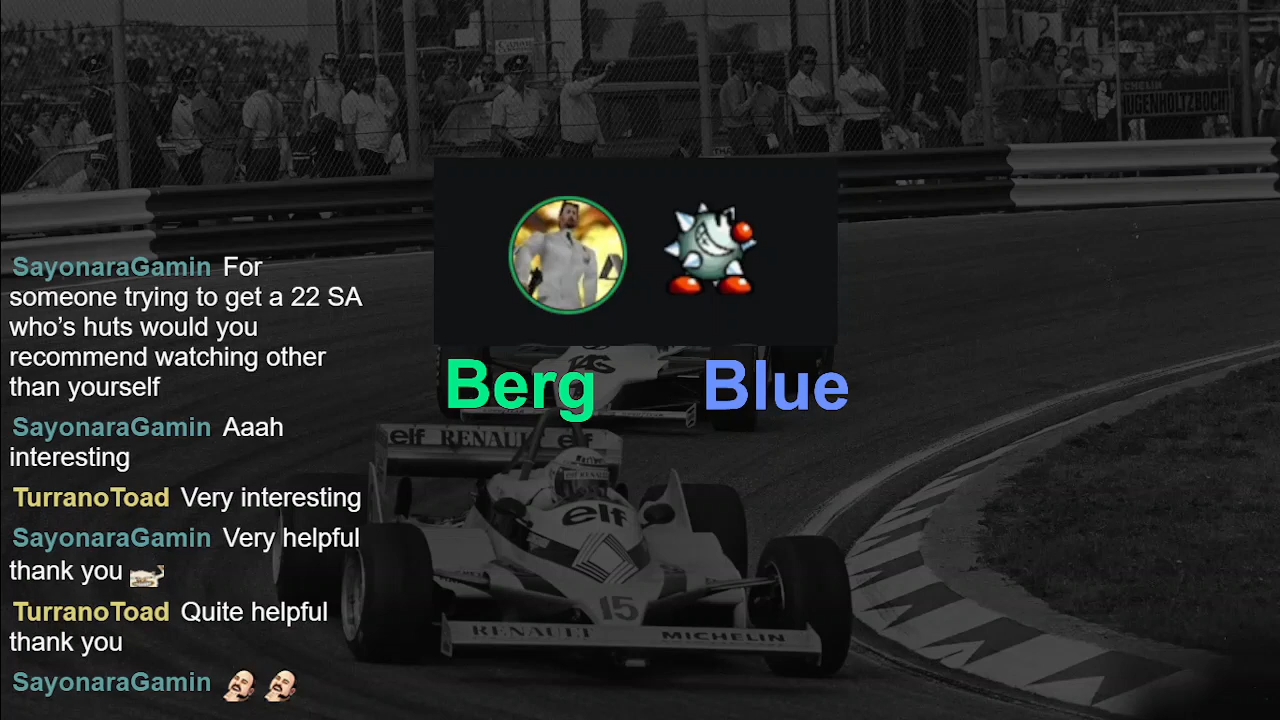 SayonaraGamin For
someone trying to get a 22 SA
who's huts would you
recommend watching other
than yourself
SayonaraGamin Aaah
interesting
TurranoToad Very interesting
SayonaraGamin Very helpful
thank you
TurranoToad Quite helpful
thank you
SayonaraGamin
Berg Blue
elf RENAULT elf
elf
15
RENAULT MICHELIN